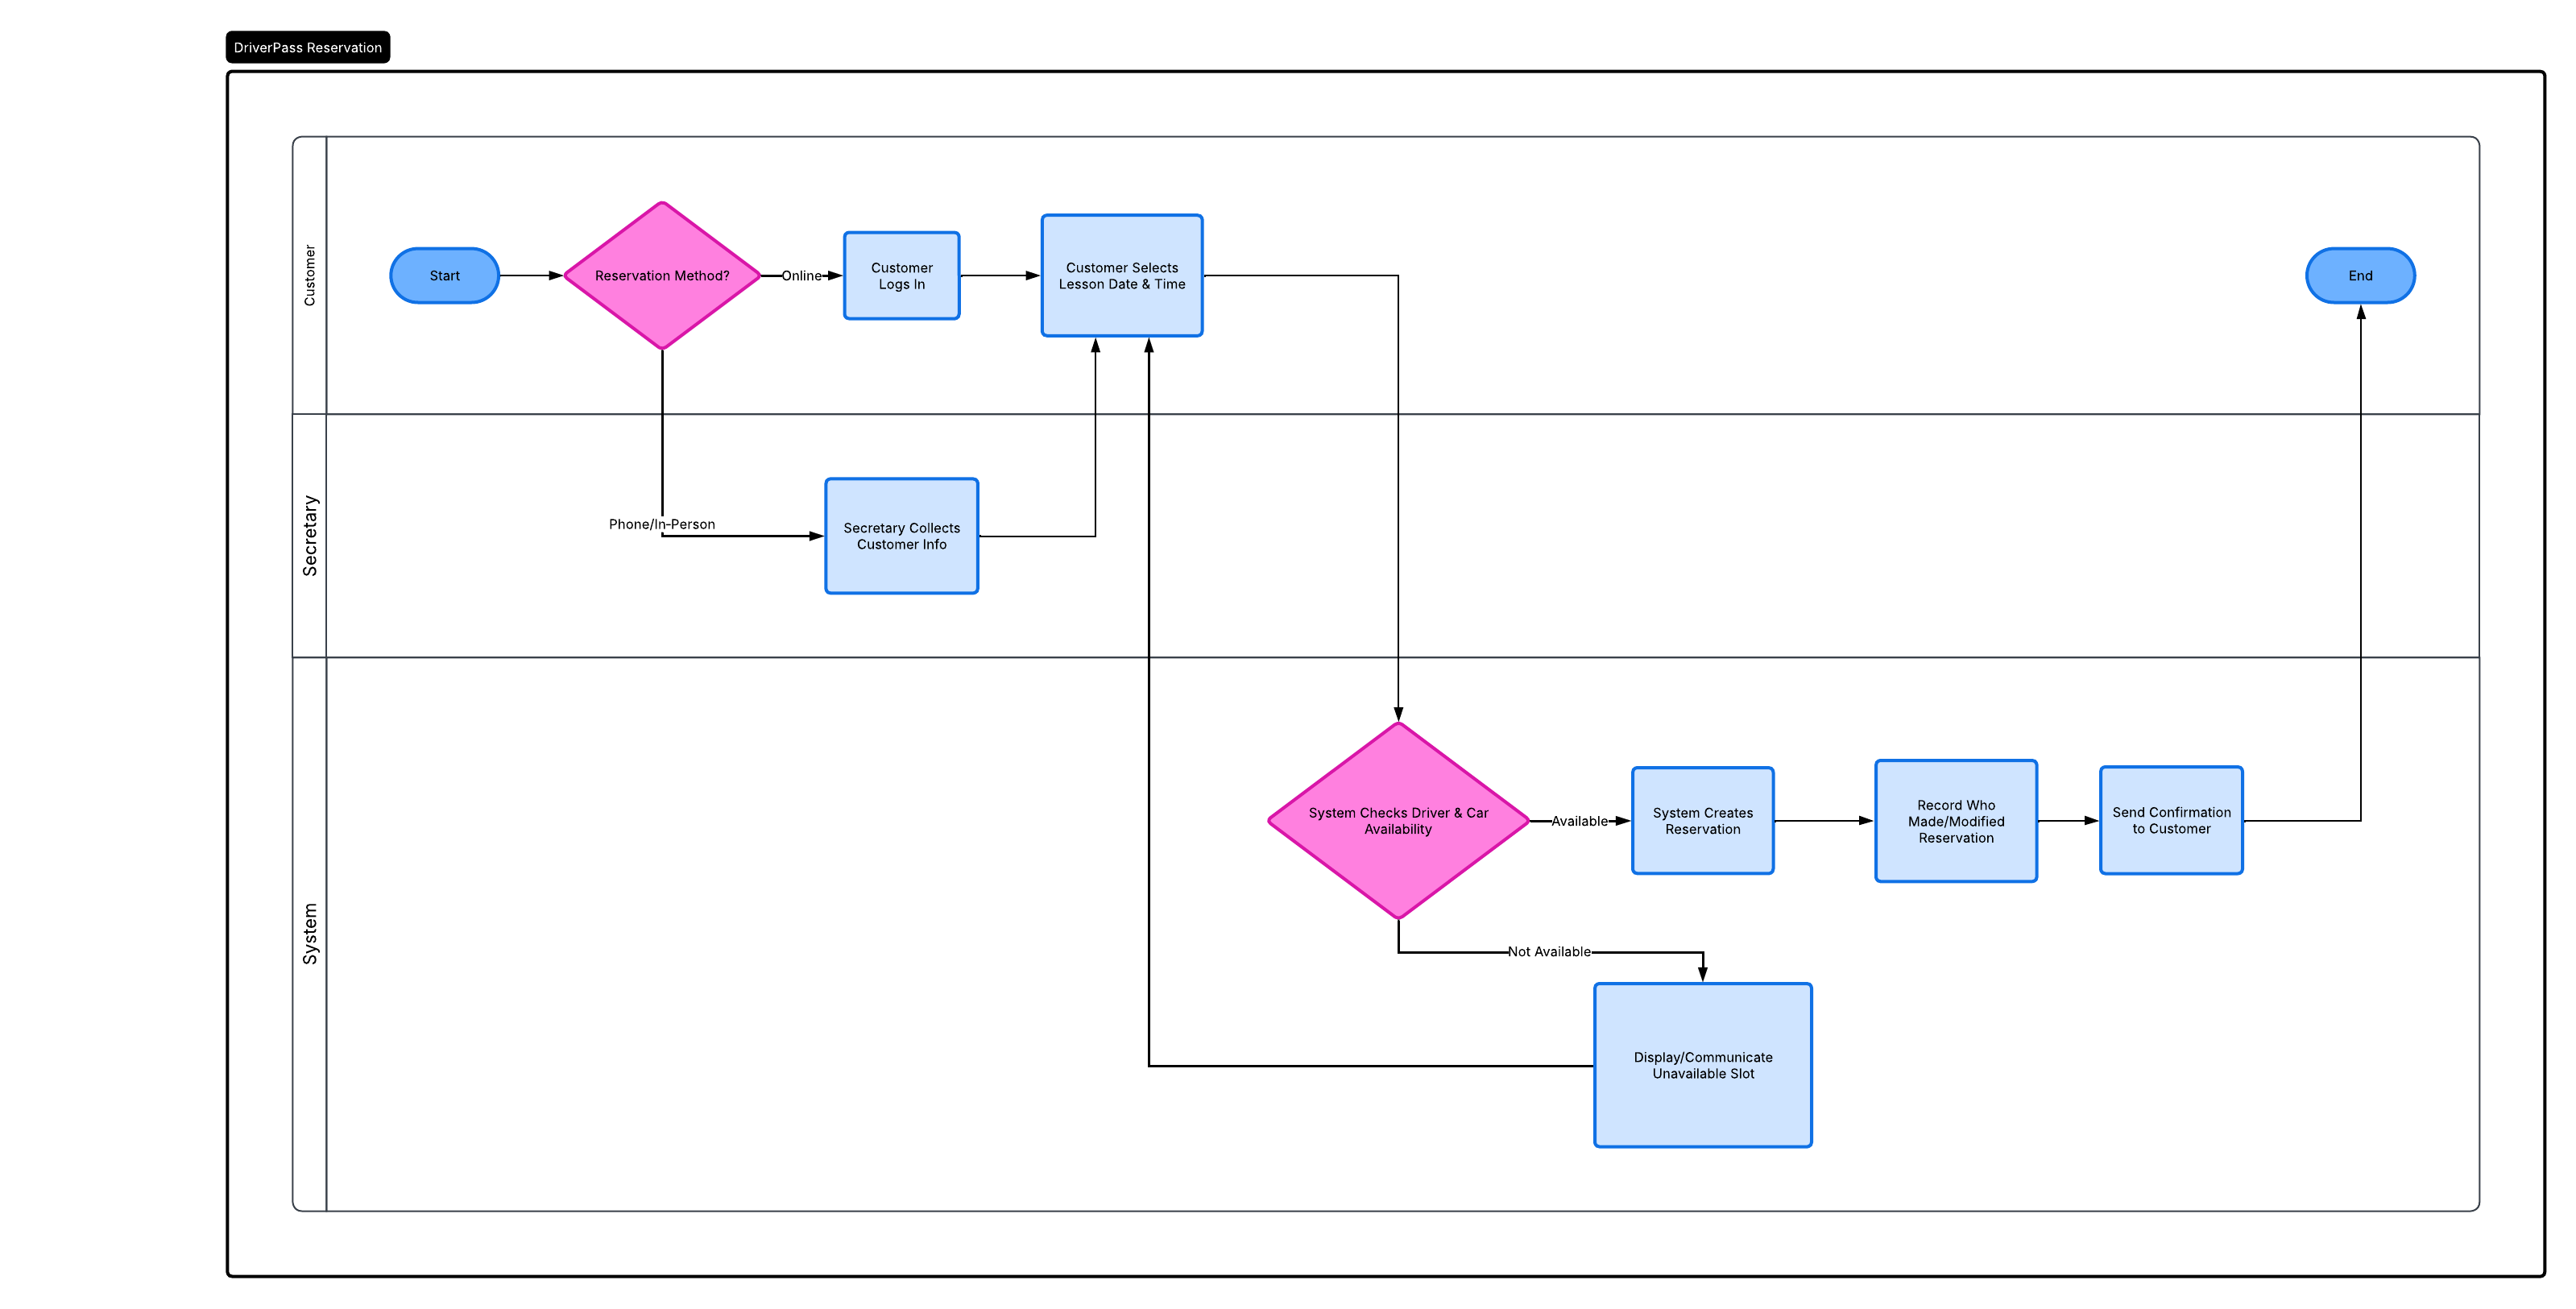 DriverPass Reservation
Customer
Start
Reservation Method?
Online
Customer
Logs In
Customer Selects
Lesson Date & Time
End
Secretary
Phone/In-Person
Secretary Collects
Customer Info
System
System Checks Driver & Car
Availability
Available
System Creates
Reservation
Record Who
Made/Modified
Reservation
Send Confirmation
to Customer
Not Available
Display/Communicate
Unavailable Slot